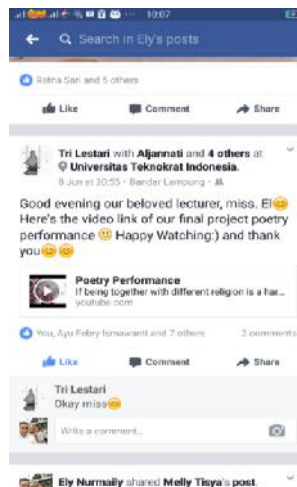 10:07
Search in Ely's posts
Ratna Sari and 5 others
Like Comment Share
Tri Lestari with Aljannati and 4 others at
Universitas Teknokrat Indonesia.
8 Jun at 20:55 · Bandar Lampung ·
Good evening our beloved lecturer, miss. El😊
Here's the video link of our final project poetry
performance 😊 Happy Watching:) and thank
you😊😊
Poetry Performance
If being together with different religion is a har...
youtube.com
You, Ayu Febry Ismawanti and 7 others 2 comments
Like Comment Share
Tri Lestari
Okay miss😊
Write a comment...
Ely Nurmaily shared Melly Tisya's post.